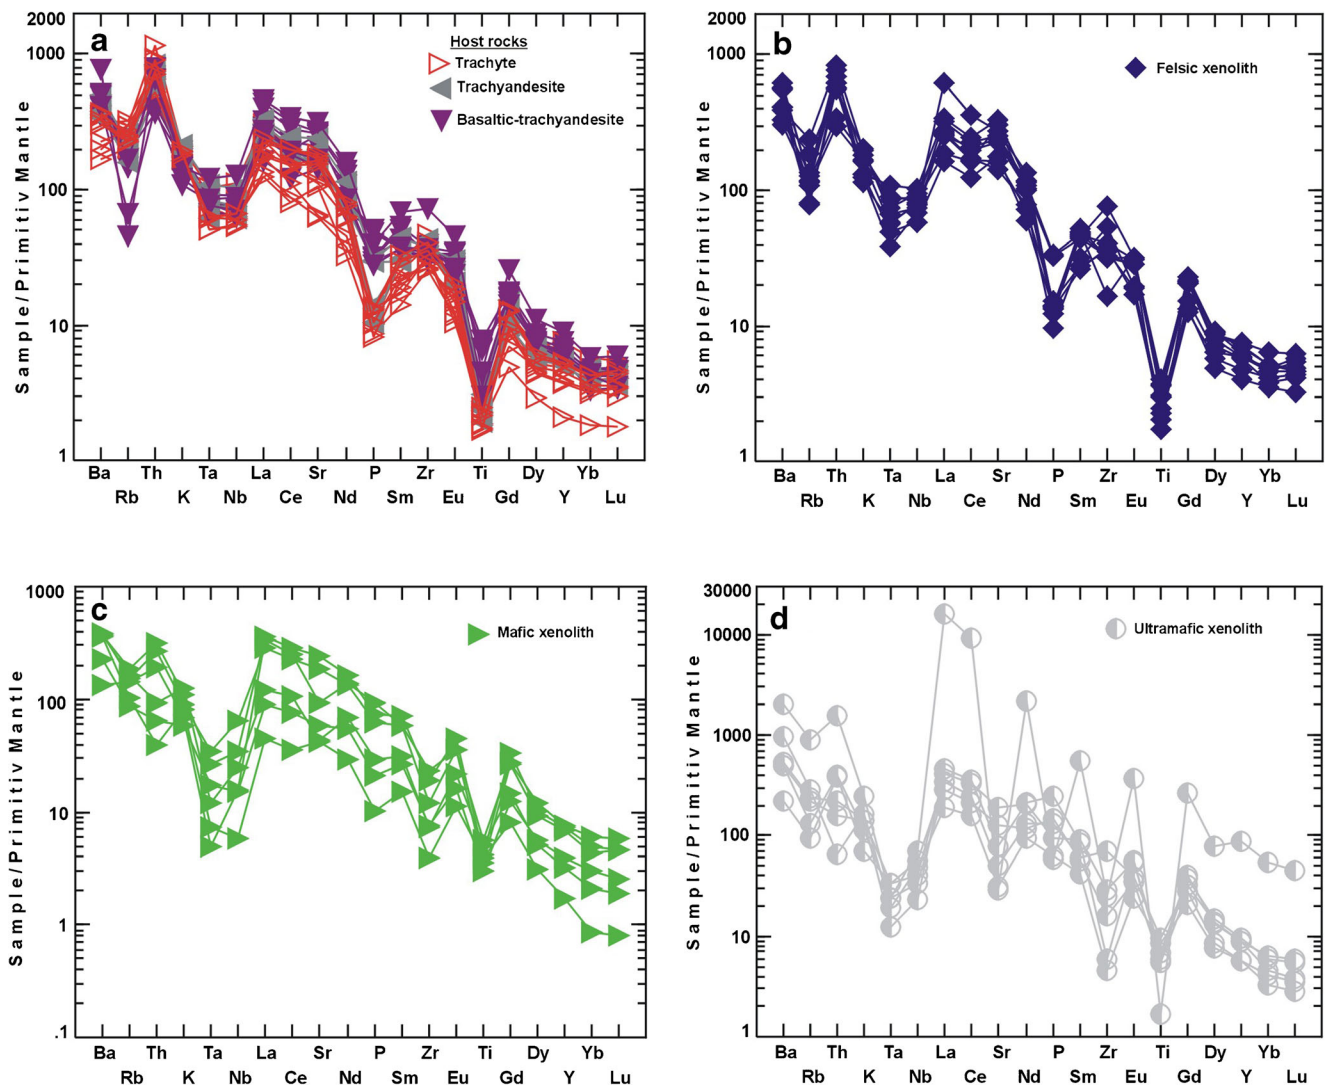 a
2000
1000
100
10
1
Sample/Primitiv Mantle
Host rocks
Trachyte
Trachyandesite
Basaltic-trachyandesite
Ba Th Ta La Sr P Zr Ti Dy Yb
Rb K Nb Ce Nd Sm Eu Gd Y Lu
b
2000
1000
100
10
1
Sample/Primitiv Mantle
Felsic xenolith
Ba Th Ta La Sr P Zr Ti Dy Yb
Rb K Nb Ce Nd Sm Eu Gd Y Lu
c
1000
100
10
1
.1
Sample/Primitiv Mantle
Mafic xenolith
Ba Th Ta La Sr P Zr Ti Dy Yb
Rb K Nb Ce Nd Sm Eu Gd Y Lu
d
30000
10000
1000
100
10
1
Sample/Primitiv Mantle
Ultramafic xenolith
Ba Th Ta La Sr P Zr Ti Dy Yb
Rb K Nb Ce Nd Sm Eu Gd Y Lu